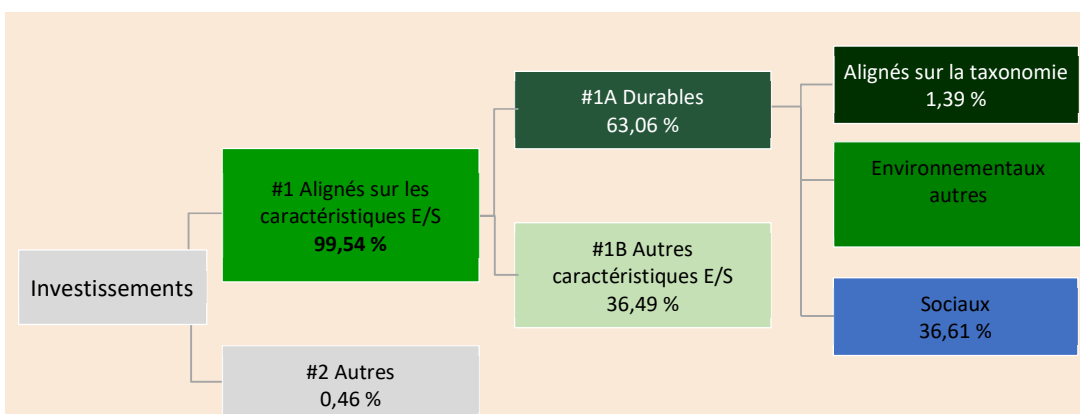 Investissements
#1 Alignés sur les
caractéristiques E/S
99,54 %
#2 Autres
0,46 %
#1A Durables
63,06 %
#1B Autres
caractéristiques E/S
36,49 %
Alignés sur la taxonomie
1,39 %
Environnementaux
autres
Sociaux
36,61 %